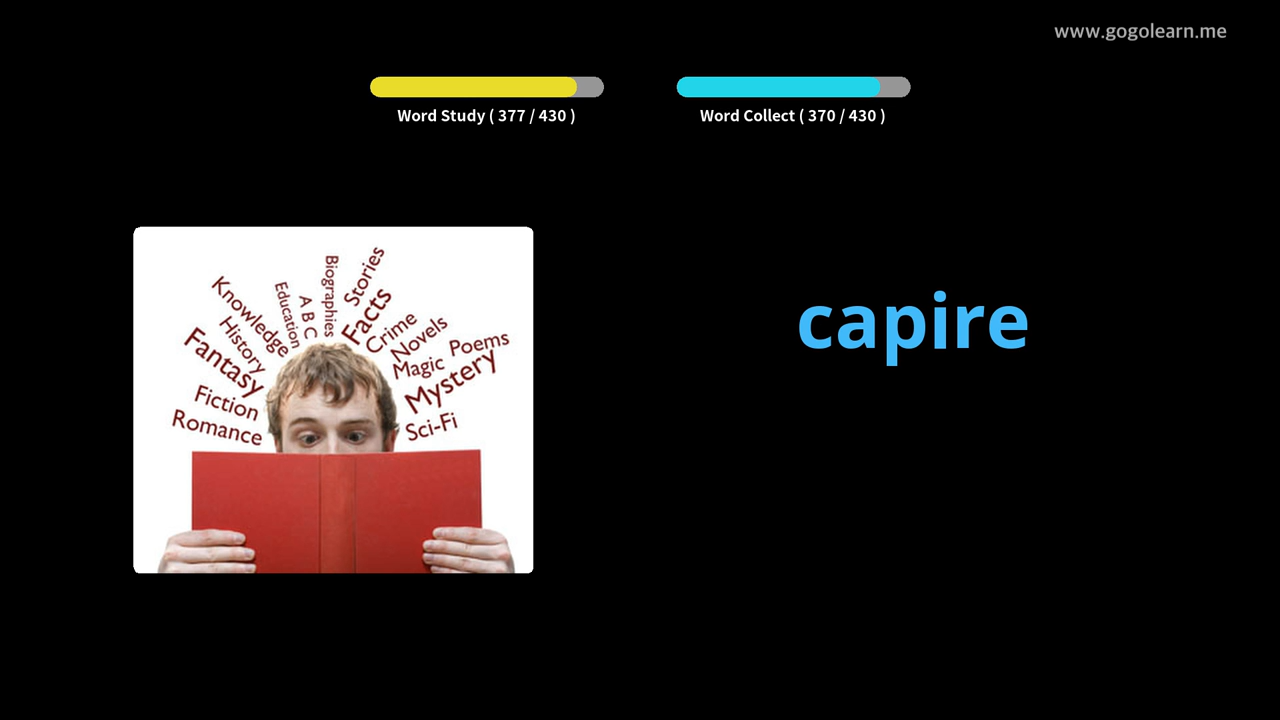 www.gogolearn.me
Word Study ( 377 / 430 )
Word Collect ( 370 / 430 )
capire
Biographies
Stories
Education
A B C
Facts
Knowledge
History
Crime
Novels
Poems
Fantasy
Magic
Mystery
Fiction
Sci-Fi
Romance